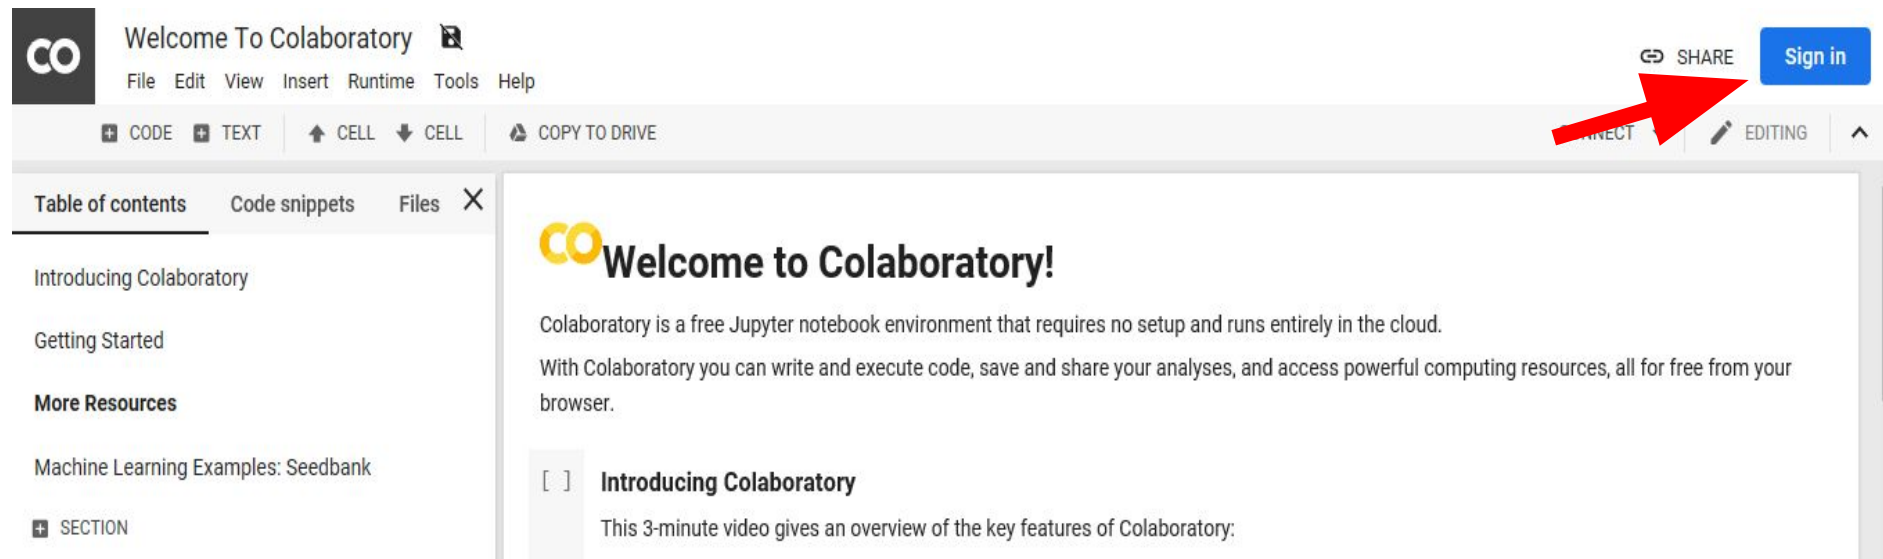 CO
Welcome To Colaboratory
File Edit View Insert Runtime Tools Help
SHARE
Sign in
CODE TEXT CELL CELL COPY TO DRIVE
EDITING
Table of contents Code snippets Files
Introducing Colaboratory
Getting Started
More Resources
Machine Learning Examples: Seedbank
SECTION
CO Welcome to Colaboratory!
Colaboratory is a free Jupyter notebook environment that requires no setup and runs entirely in the cloud.
With Colaboratory you can write and execute code, save and share your analyses, and access powerful computing resources, all for free from your
browser.
[ ] Introducing Colaboratory
This 3-minute video gives an overview of the key features of Colaboratory: